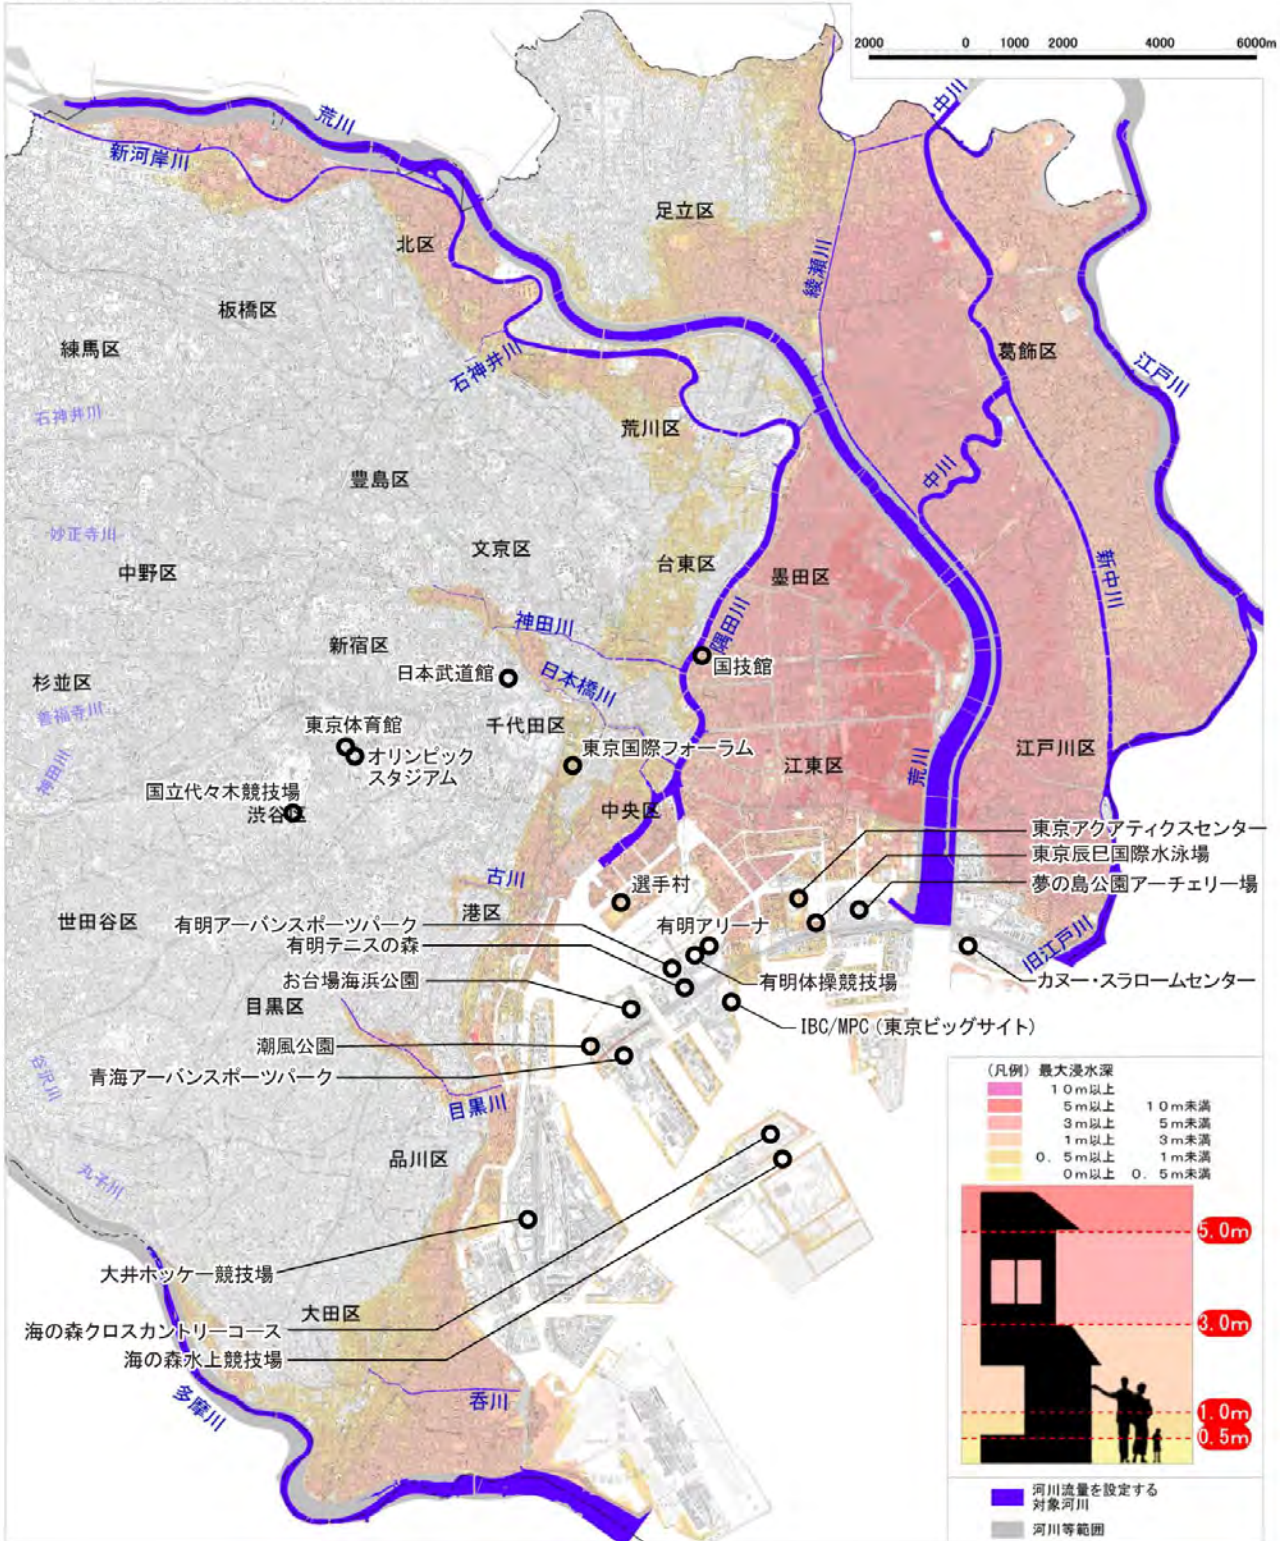 2000 0 1000 2000 4000 6000m
荒川
新河岸川
中川
足立区
北区
綾瀬川
板橋区
練馬区
葛飾区
石神井川
江戸川
石神井川
荒川区
豊島区
中川
妙正寺川
文京区
台東区
中野区
墨田区
新中川
神田川
隅田川
新宿区
国技館
日本武道館
日本橋川
杉並区
善福寺川
千代田区
東京体育館
オリンピック
スタジアム
東京国際フォーラム
江戸川区
神田川
江東区
荒川
国立代々木競技場
渋谷区
中央区
東京アクアティクスセンター
東京辰巳国際水泳場
夢の島公園アーチェリー場
古川
選手村
港区
世田谷区
有明アーバンスポーツパーク
有明アリーナ
有明テニスの森
旧江戸川
お台場海浜公園
有明体操競技場
カヌー・スラロームセンター
目黒区
IBC/MPC（東京ビッグサイト）
潮風公園
青海アーバンスポーツパーク
谷沢川
目黒川
品川区
丸子川
大井ホッケー競技場
大田区
海の森クロスカントリーコース
海の森水上競技場
呑川
多摩川
（凡例）最大浸水深
10m以上
5m以上 10m未満
3m以上 5m未満
1m以上 3m未満
0.5m以上 1m未満
0m以上 0.5m未満
5.0m
3.0m
1.0m
0.5m
河川流量を設定する
対象河川
河川等範囲